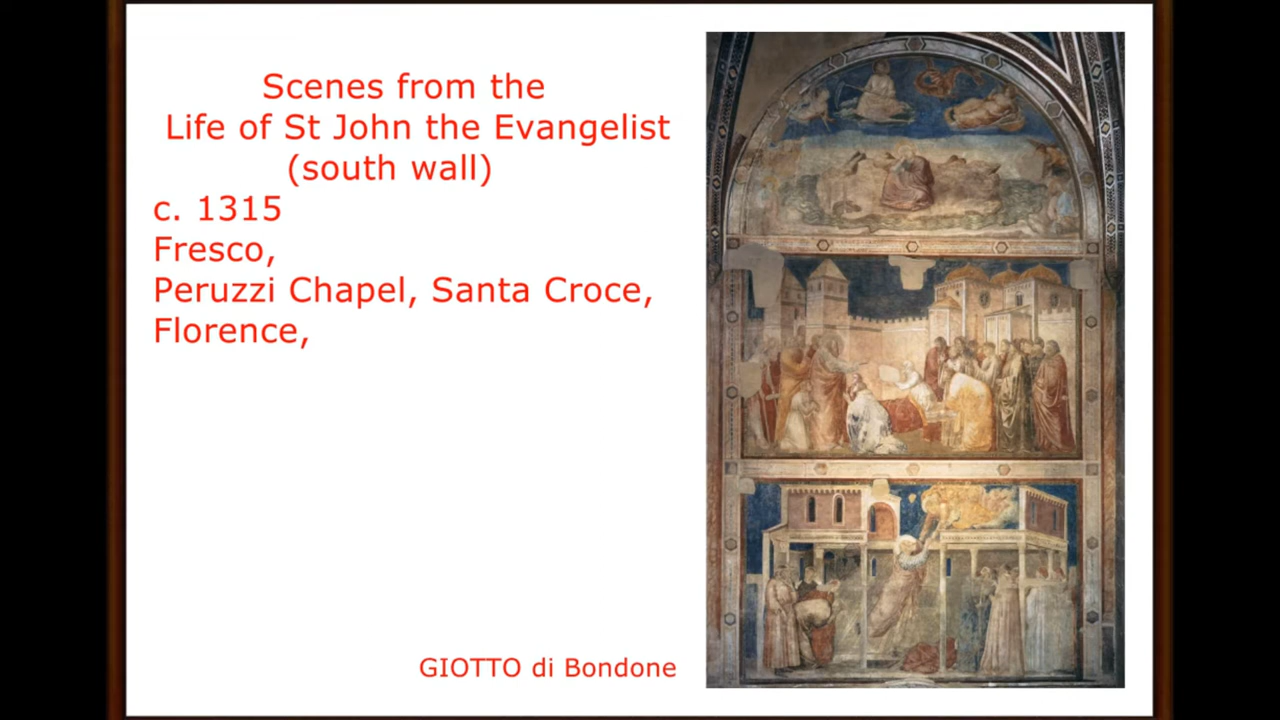 Scenes from the
Life of St John the Evangelist
(south wall)
c. 1315
Fresco,
Peruzzi Chapel, Santa Croce,
Florence,
GIOTTO di Bondone